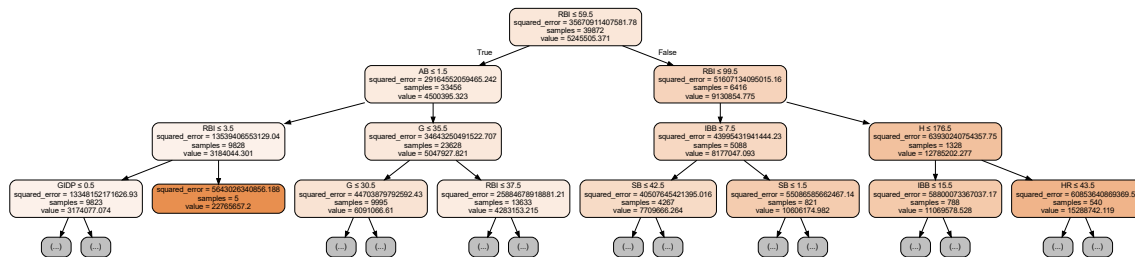 RBI ≤ 59.5
squared_error = 35670911407581.78
samples = 39872
value = 5245505.371
True
False
AB ≤ 1.5
squared_error = 29164552059465.242
samples = 33456
value = 4500395.323
RBI ≤ 99.5
squared_error = 51607134095015.16
samples = 6416
value = 9130854.775
RBI ≤ 3.5
squared_error = 13539406553129.04
samples = 9828
value = 3184044.301
G ≤ 35.5
squared_error = 34643250491522.707
samples = 23628
value = 5047927.821
IBB ≤ 7.5
squared_error = 43995431941444.23
samples = 5088
value = 8177047.093
H ≤ 176.5
squared_error = 63930240754357.75
samples = 1328
value = 12785202.277
GIDP ≤ 0.5
squared_error = 13348152171626.93
samples = 9823
value = 3174077.074
squared_error = 5643026340856.188
samples = 5
value = 22765657.2
G ≤ 30.5
squared_error = 44703879792592.43
samples = 9995
value = 6091066.61
RBI ≤ 37.5
squared_error = 25884678918881.21
samples = 13633
value = 4283153.215
SB ≤ 42.5
squared_error = 40507645421395.016
samples = 4267
value = 7709666.264
SB ≤ 1.5
squared_error = 55086585662467.14
samples = 821
value = 10606174.982
IBB ≤ 15.5
squared_error = 58800073367037.17
samples = 788
value = 11069578.528
HR ≤ 43.5
squared_error = 60853640869369.5
samples = 540
value = 15288742.119
(...)
(...)
(...)
(...)
(...)
(...)
(...)
(...)
(...)
(...)
(...)
(...)
(...)
(...)